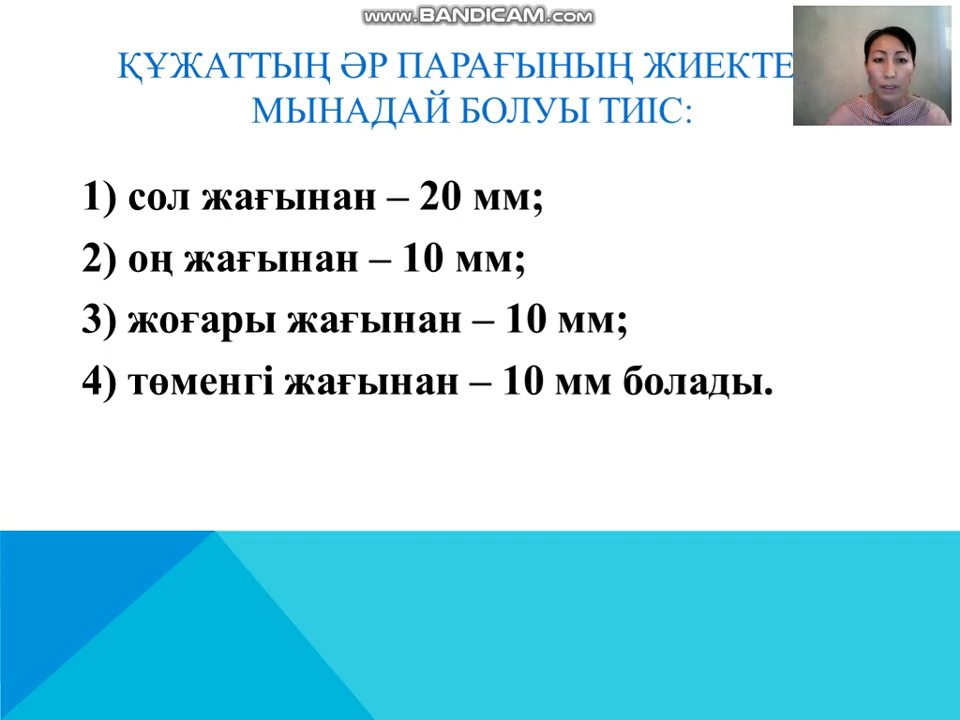 www.BANDICAM.com
ҚҰЖАТТЫҢ ӘР ПАРАҒЫНЫҢ
МЫНАДАЙ БОЛУЫ ТИІС:
1) сол жағынан – 20 мм;
2) оң жағынан – 10 мм;
3) жоғары жағынан – 10 мм;
4) төменгі жағынан – 10 мм болады.